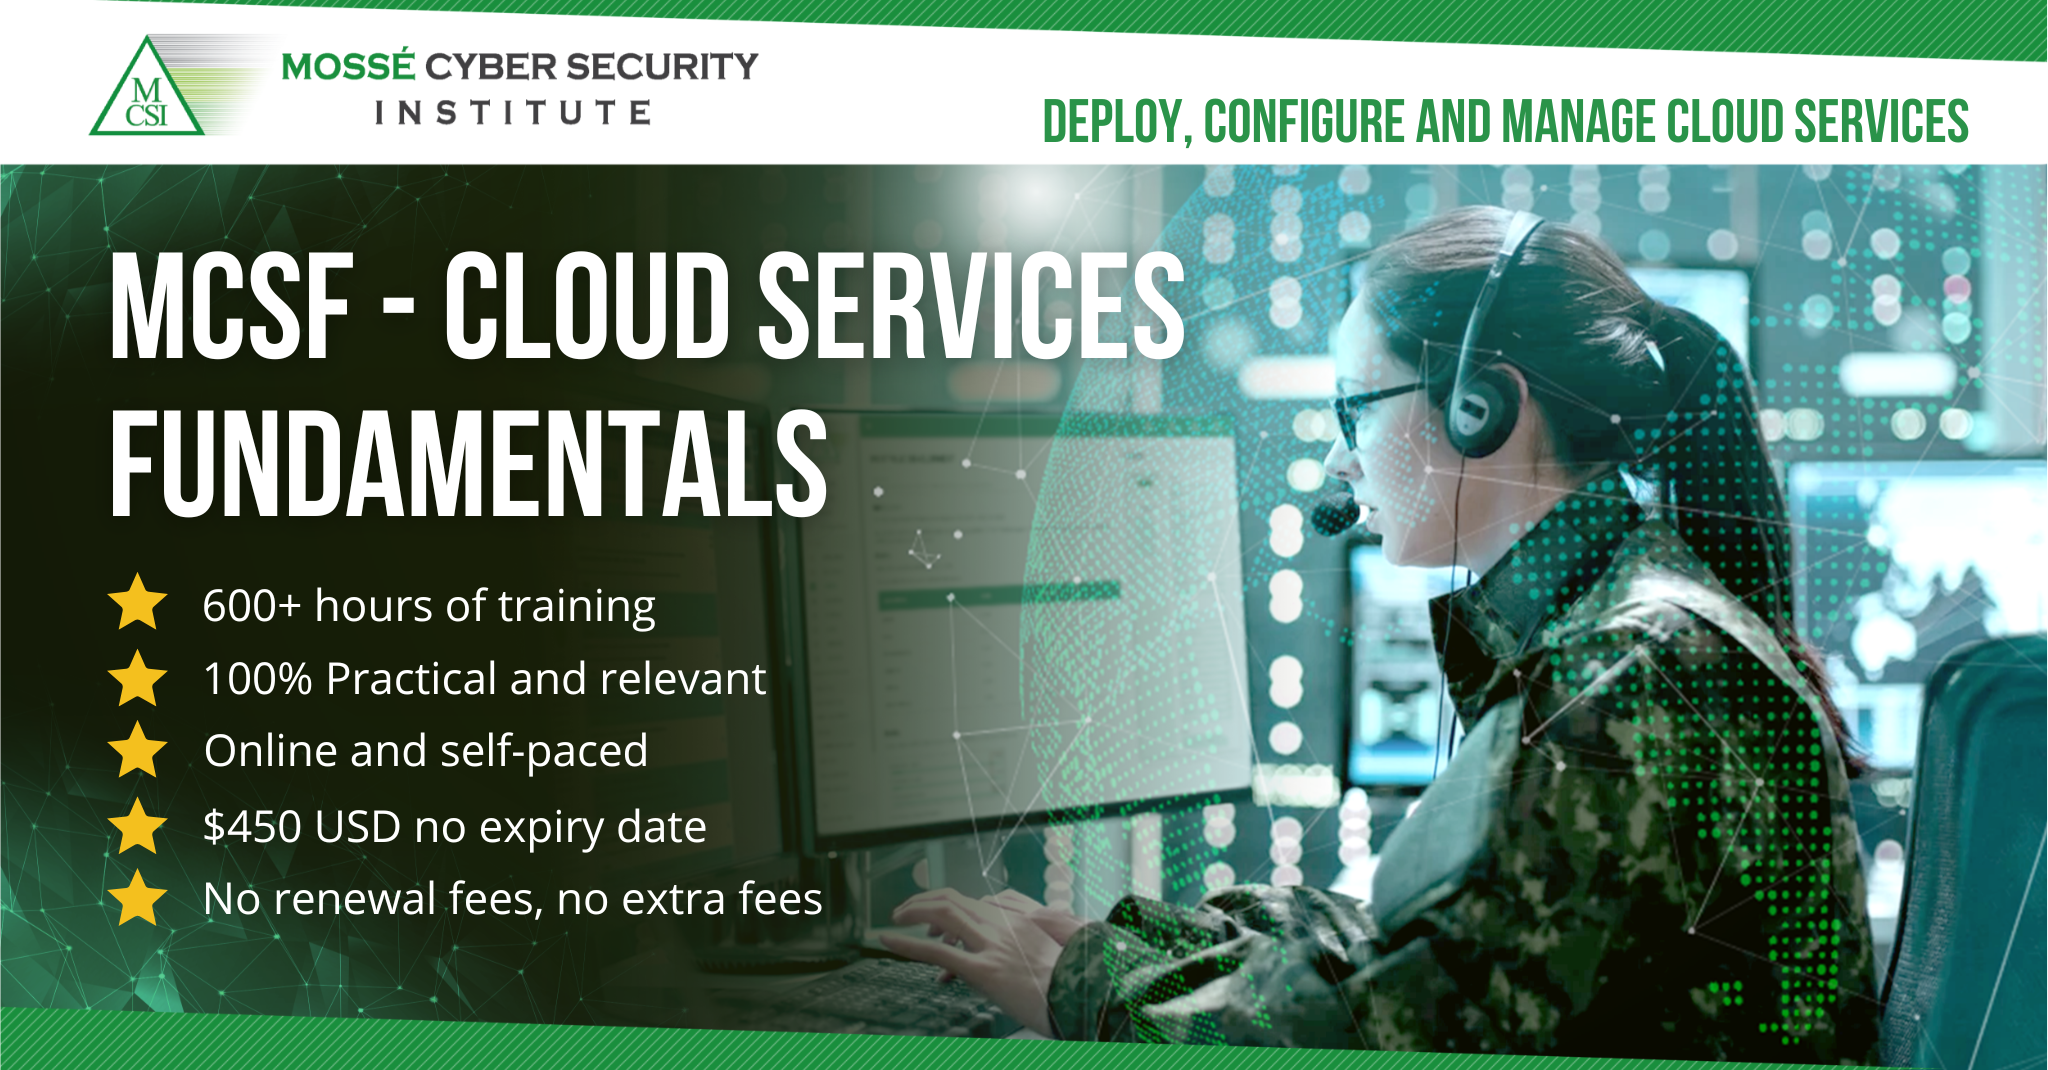 M
CSI
MOSSÉ CYBER SECURITY
INSTITUTE
DEPLOY, CONFIGURE AND MANAGE CLOUD SERVICES
MCSF - CLOUD SERVICES
FUNDAMENTALS
600+ hours of training
100% Practical and relevant
Online and self-paced
$450 USD no expiry date
No renewal fees, no extra fees